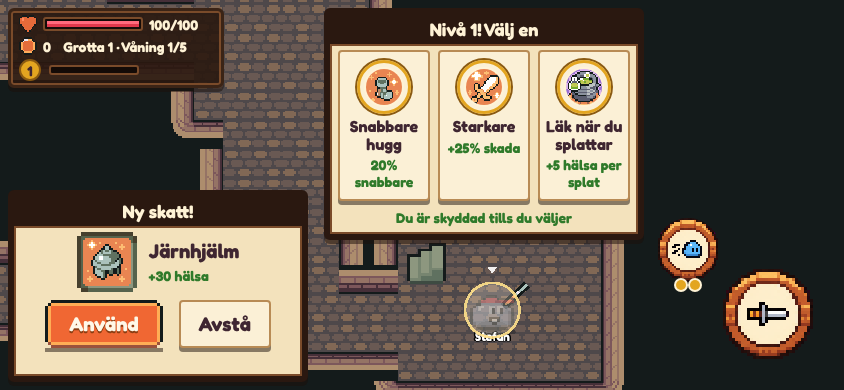 100/100
0 Grotta 1 · Våning 1/5
1
Nivå 1! Välj en
Snabbare
hugg
20%
snabbare
Starkare
+25% skada
Läk när du
splattar
+5 hälsa per
splat
Du är skyddad tills du väljer
Ny skatt!
Järnhjälm
+30 hälsa
Använd
Avstå
Stefan